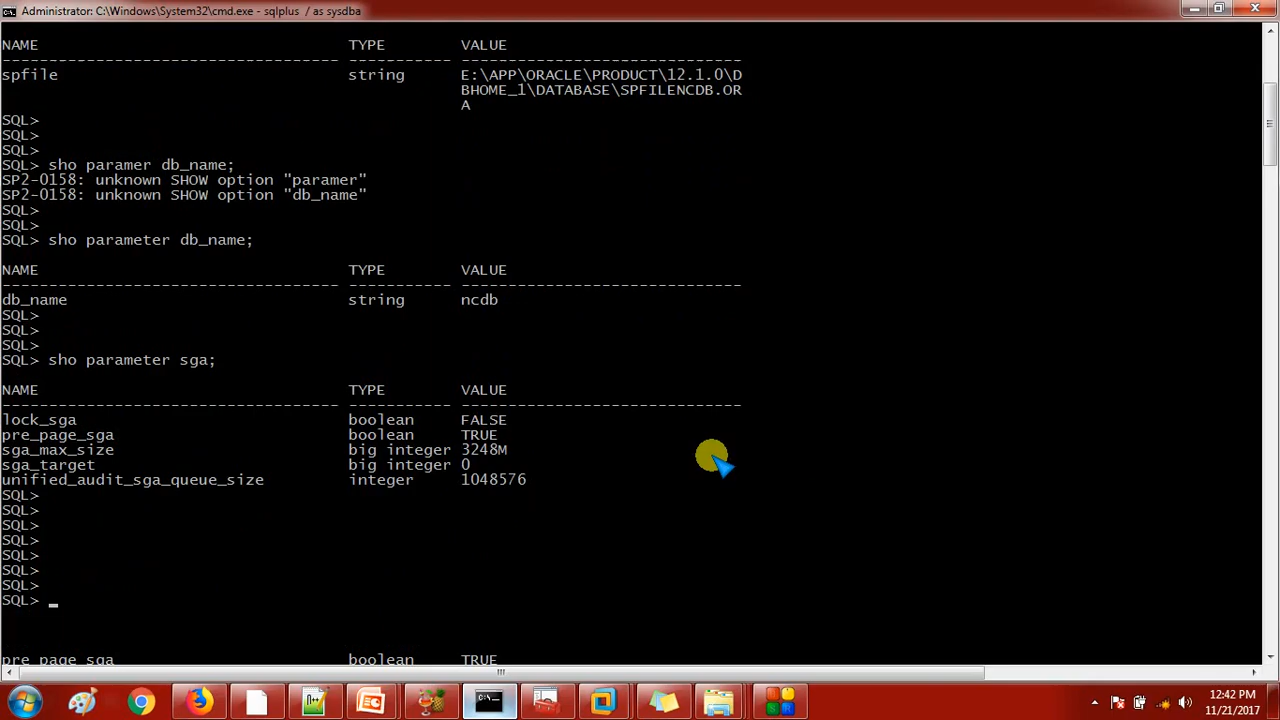 Administrator: C:\Windows\System32\cmd.exe - sqlplus / as sysdba
NAME TYPE VALUE
------------------------------------ ----------- ------------------------------
spfile string E:\APP\ORACLE\PRODUCT\12.1.0\D
BHOME_1\DATABASE\SPFILENCDB.OR
A
SQL>
SQL>
SQL>
SQL> sho paramer db_name;
SP2-0158: unknown SHOW option "paramer"
SP2-0158: unknown SHOW option "db_name"
SQL>
SQL>
SQL> sho parameter db_name;
NAME TYPE VALUE
------------------------------------ ----------- ------------------------------
db_name string ncdb
SQL>
SQL>
SQL>
SQL> sho parameter sga;
NAME TYPE VALUE
------------------------------------ ----------- ------------------------------
lock_sga boolean FALSE
pre_page_sga boolean TRUE
sga_max_size big integer 3248M
sga_target big integer 0
unified_audit_sga_queue_size integer 1048576
SQL>
SQL>
SQL>
SQL>
SQL>
SQL>
SQL>
SQL> _
pre_page_sga boolean TRUE
12:42 PM
11/21/2017